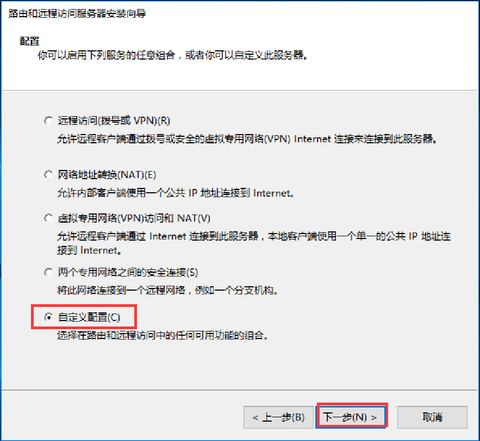 路由和远程访问服务器安装向导
配置
你可以启用下列服务的任意组合，或者你可以自定义此服务器。
远程访问(拨号或 VPN)(R)
允许远程客户端通过拨号或安全的虚拟专用网络(VPN) Internet 连接来连接到此服务器。
网络地址转换(NAT)(E)
允许内部客户端使用一个公共 IP 地址连接到 Internet。
虚拟专用网络(VPN)访问和 NAT(V)
允许远程客户端通过 Internet 连接到此服务器，本地客户端使用一个单一的公共 IP 地址连
接到 Internet。
两个专用网络之间的安全连接(S)
将此网络连接到一个远程网络，例如一个分支机构。
自定义配置(C)
选择在路由和远程访问中的任何可用功能的组合。
< 上一步(B)
下一步(N) >
取消